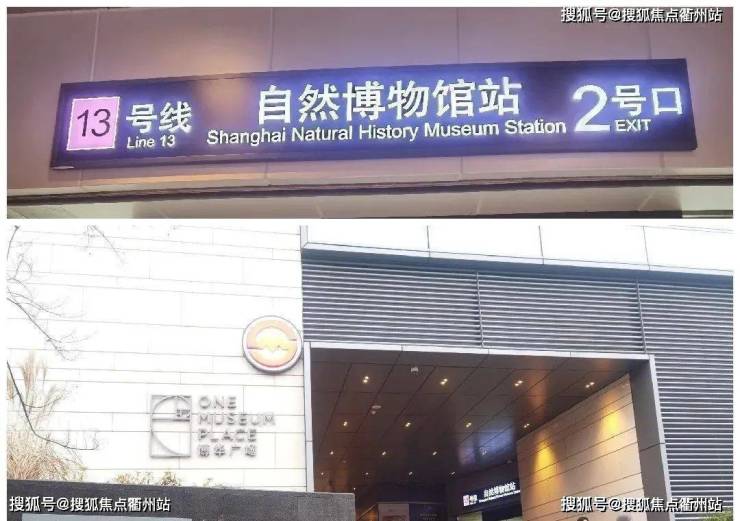 搜狐号@搜狐焦点衢州站
13 号线 自然博物馆站 2号口
Line 13 Shanghai Natural History Museum Station EXIT
ONE
MUSEUM
PLACE
博华广场
自然博物馆站
搜狐号@搜狐焦点衢州站
搜狐号@搜狐焦点衢州站